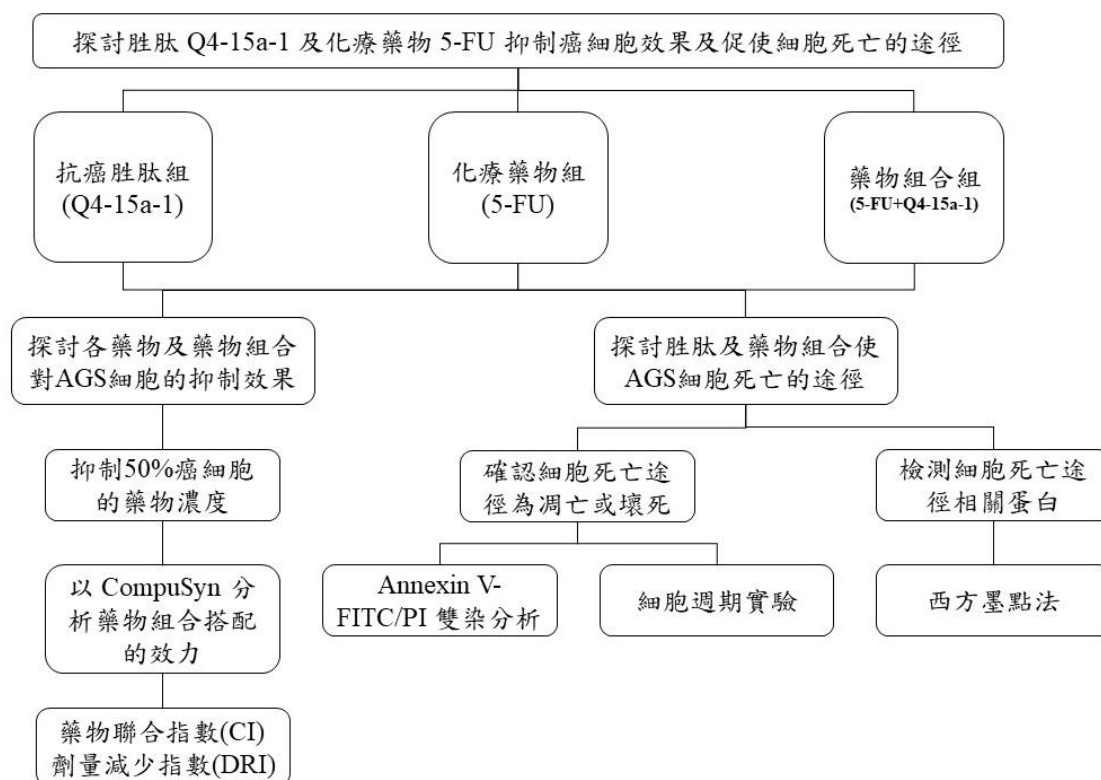 探討胜肽 Q4-15a-1 及化療藥物 5-FU 抑制癌細胞效果及促使細胞死亡的途徑
抗癌胜肽組
(Q4-15a-1)
化療藥物組
(5-FU)
藥物組合組
(5-FU+Q4-15a-1)
探討各藥物及藥物組合
對AGS細胞的抑制效果
探討胜肽及藥物組合使
AGS細胞死亡的途徑
抑制50%癌細胞
的藥物濃度
確認細胞死亡途
徑為凋亡或壞死
檢測細胞死亡途
徑相關蛋白
以 CompuSyn 分
析藥物組合搭配
的效力
Annexin V-
FITC/PI 雙染分析
細胞週期實驗
西方墨點法
藥物聯合指數(CI)
劑量減少指數(DRI)